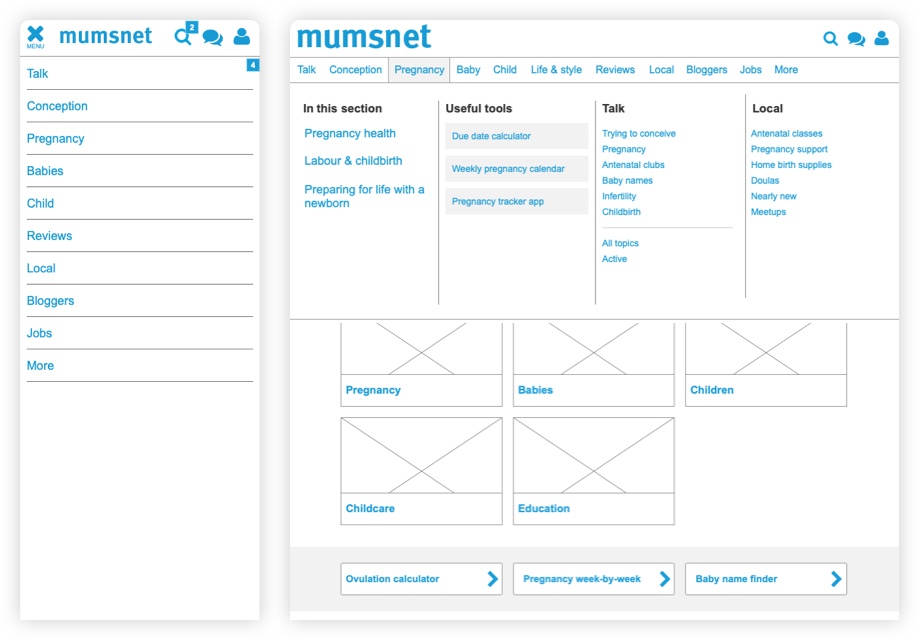 mumsnet
2
MENU
4
Talk
Conception
Pregnancy
Babies
Child
Reviews
Local
Bloggers
Jobs
More
mumsnet
Talk Conception Pregnancy Baby Child Life & style Reviews Local Bloggers Jobs More
In this section
Pregnancy health
Labour & childbirth
Preparing for life with a
newborn
Useful tools
Due date calculator
Weekly pregnancy calendar
Pregnancy tracker app
Talk
Trying to conceive
Pregnancy
Antenatal clubs
Baby names
Infertility
Childbirth
All topics
Active
Local
Antenatal classes
Pregnancy support
Home birth supplies
Doulas
Nearly new
Meetups
Pregnancy
Babies
Children
Childcare
Education
Ovulation calculator
Pregnancy week-by-week
Baby name finder